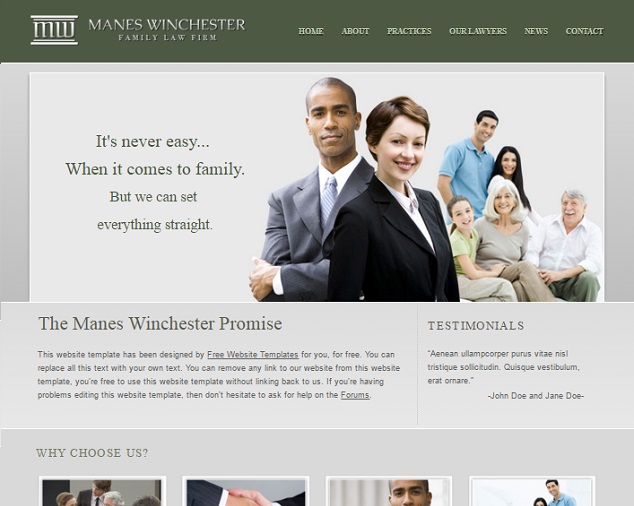 MW MANES WINCHESTER
FAMILY LAW FIRM
HOME ABOUT PRACTICES OUR LAWYERS NEWS CONTACT
It's never easy...
When it comes to family.
But we can set
everything straight.
The Manes Winchester Promise
This website template has been designed by Free Website Templates for you, for free. You can
replace all this text with your own text. You can remove any link to our website from this website
template, you're free to use this website template without linking back to us. If you're having
problems editing this website template, then don't hesitate to ask for help on the Forums.
TESTIMONIALS
"Aenean ullampcorper purus vitae nisl
tristique sollicitudin. Quisque vestibulum,
erat ornare."
-John Doe and Jane Doe-
WHY CHOOSE US?